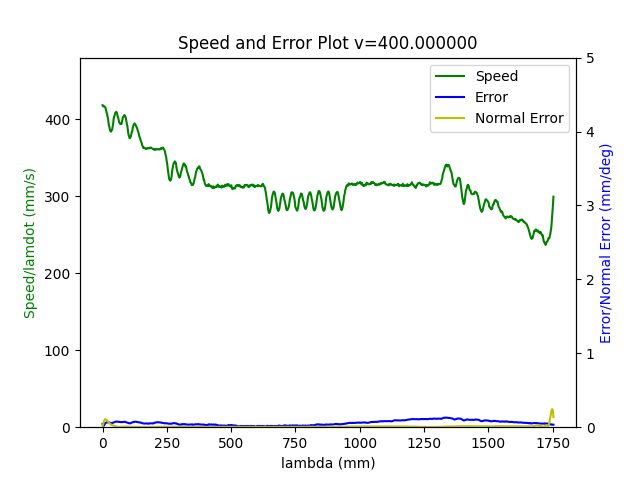 Speed and Error Plot v=400.000000
Speed
Error
Normal Error
Speed/lamdot (mm/s)
400
300
200
100
0
Error/Normal Error (mm/deg)
5
4
3
2
1
0
0 250 500 750 1000 1250 1500 1750
lambda (mm)